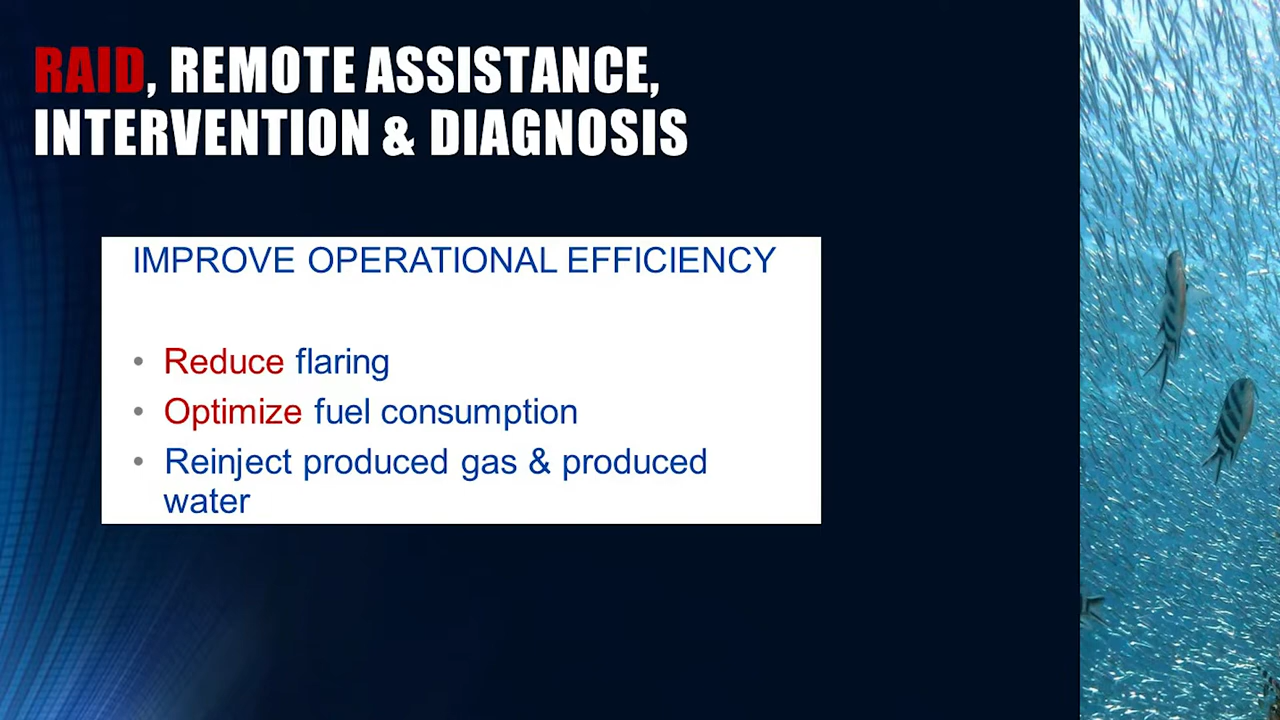 RAID, REMOTE ASSISTANCE,
INTERVENTION & DIAGNOSIS
IMPROVE OPERATIONAL EFFICIENCY
• Reduce flaring
• Optimize fuel consumption
• Reinject produced gas & produced
water